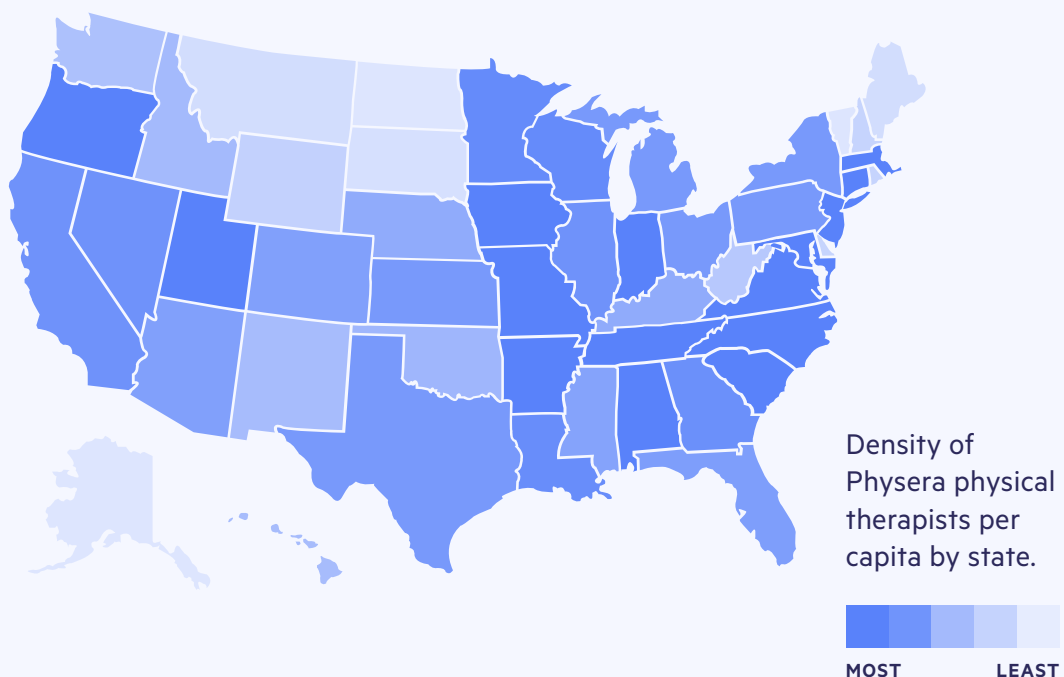 Density of
Physera physical
therapists per
capita by state.
MOST LEAST